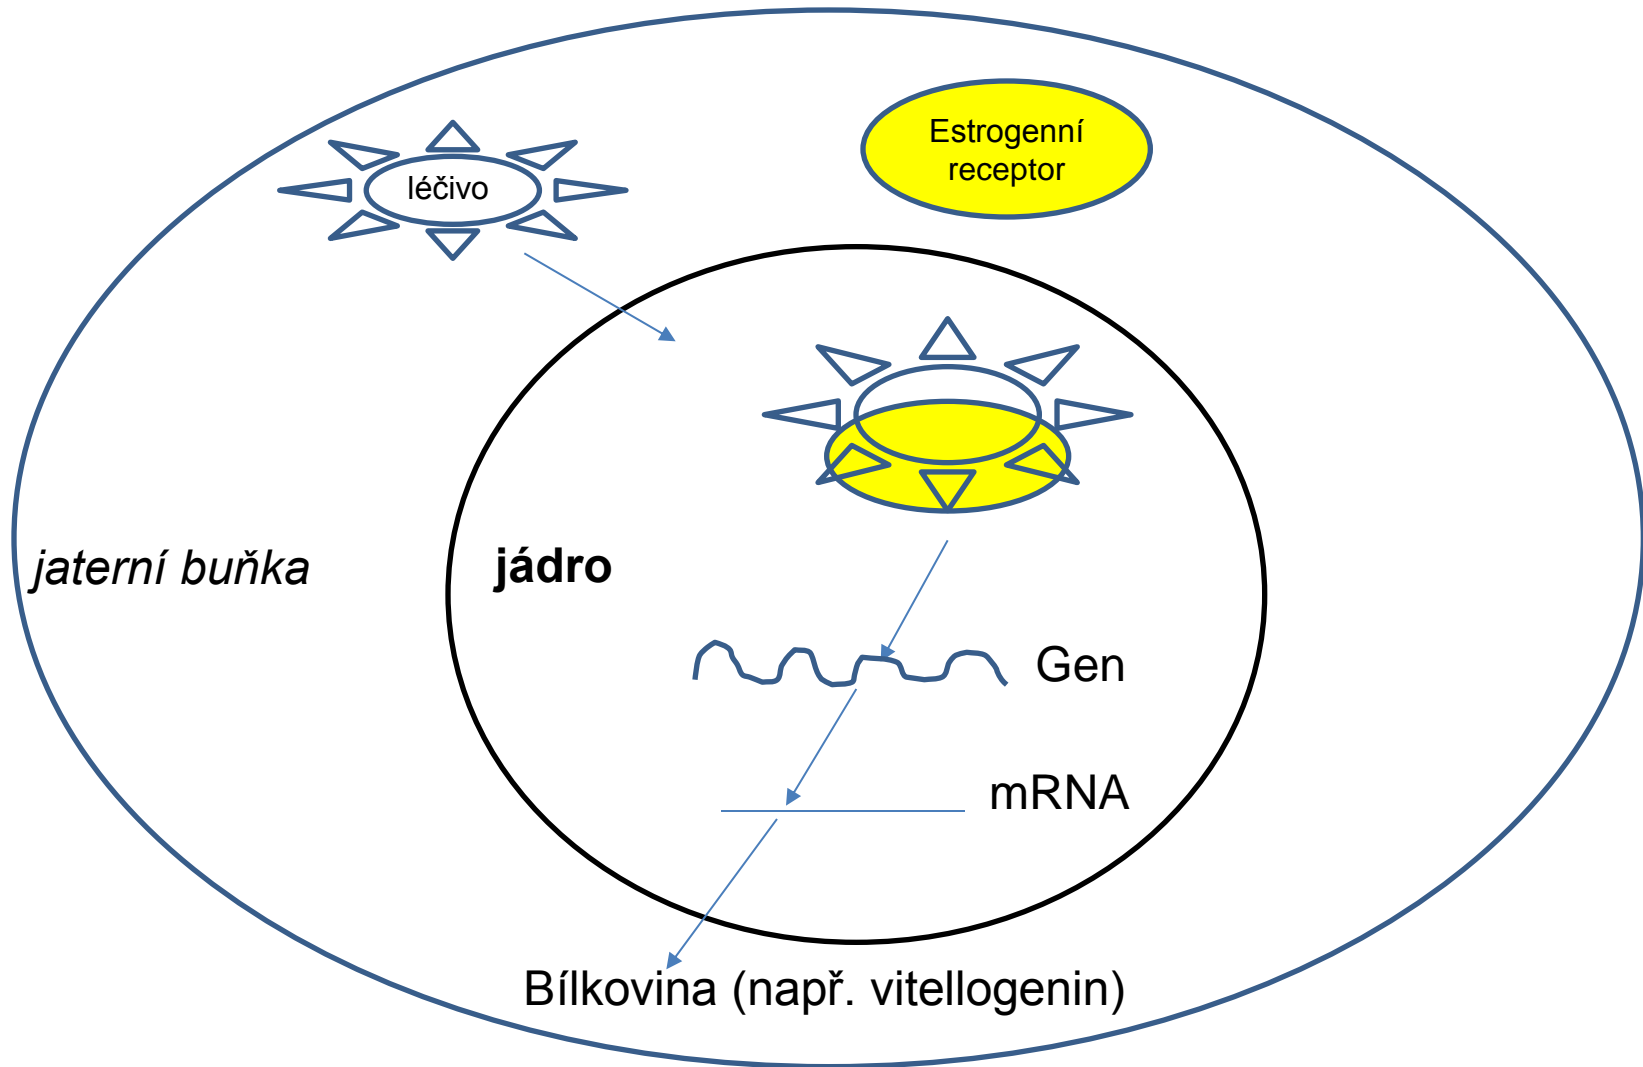 Estrogenní
receptor
léčivo
jaterní buňka
jádro
Gen
mRNA
Bílkovina (např. vitellogenin)